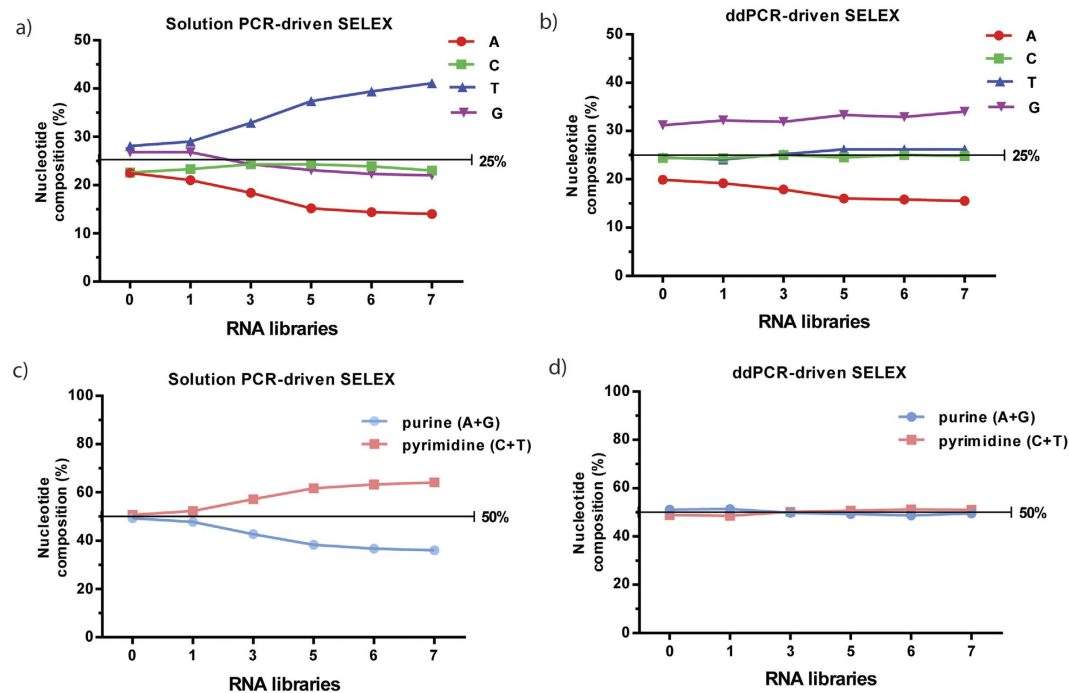 a)
Solution PCR-driven SELEX
A
C
T
G
50
40
30
20
10
0
25%
Nucleotide
composition (%)
0 1 3 5 6 7
RNA libraries
b)
ddPCR-driven SELEX
A
C
T
G
50
40
30
20
10
0
25%
Nucleotide
composition (%)
0 1 3 5 6 7
RNA libraries
c)
Solution PCR-driven SELEX
purine (A+G)
pyrimidine (C+T)
100
80
60
40
20
0
50%
Nucleotide
composition (%)
0 1 3 5 6 7
RNA libraries
d)
ddPCR-driven SELEX
purine (A+G)
pyrimidine (C+T)
100
80
60
40
20
0
50%
Nucleotide
composition (%)
0 1 3 5 6 7
RNA libraries